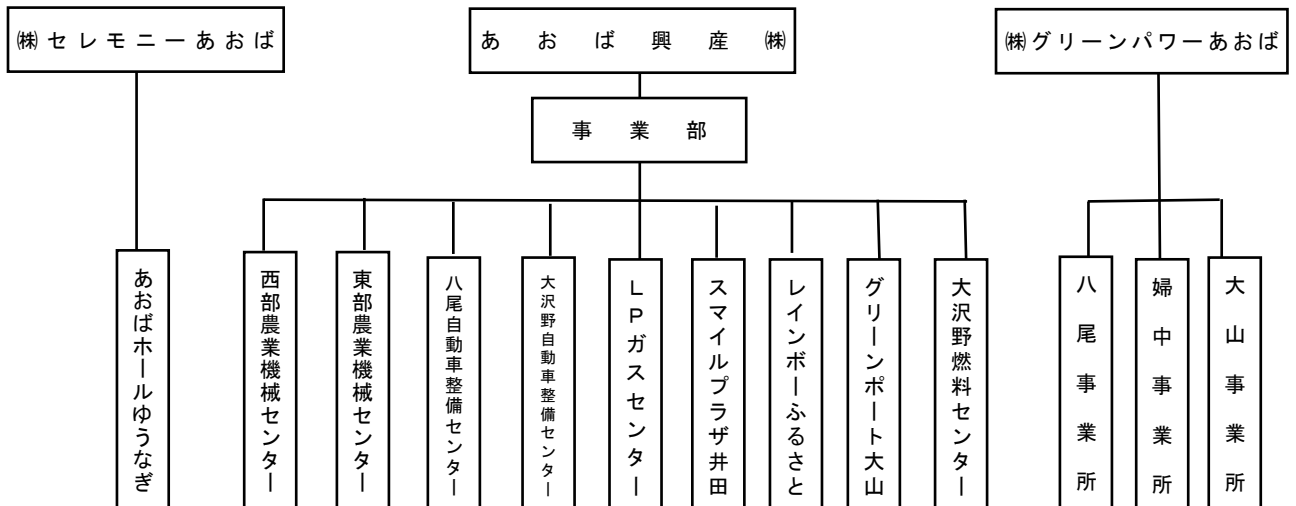 ㈱セレモニーあおば
あおば興産㈱
㈱グリーンパワーあおば
事業部
あおばホールゆうなぎ
西部農業機械センター
東部農業機械センター
八尾自動車整備センター
大沢野自動車整備センター
LPガスセンター
スマイルプラザ井田
レインボーふるさと
グリーンポート大山
大沢野燃料センター
八尾事業所
婦中事業所
大山事業所